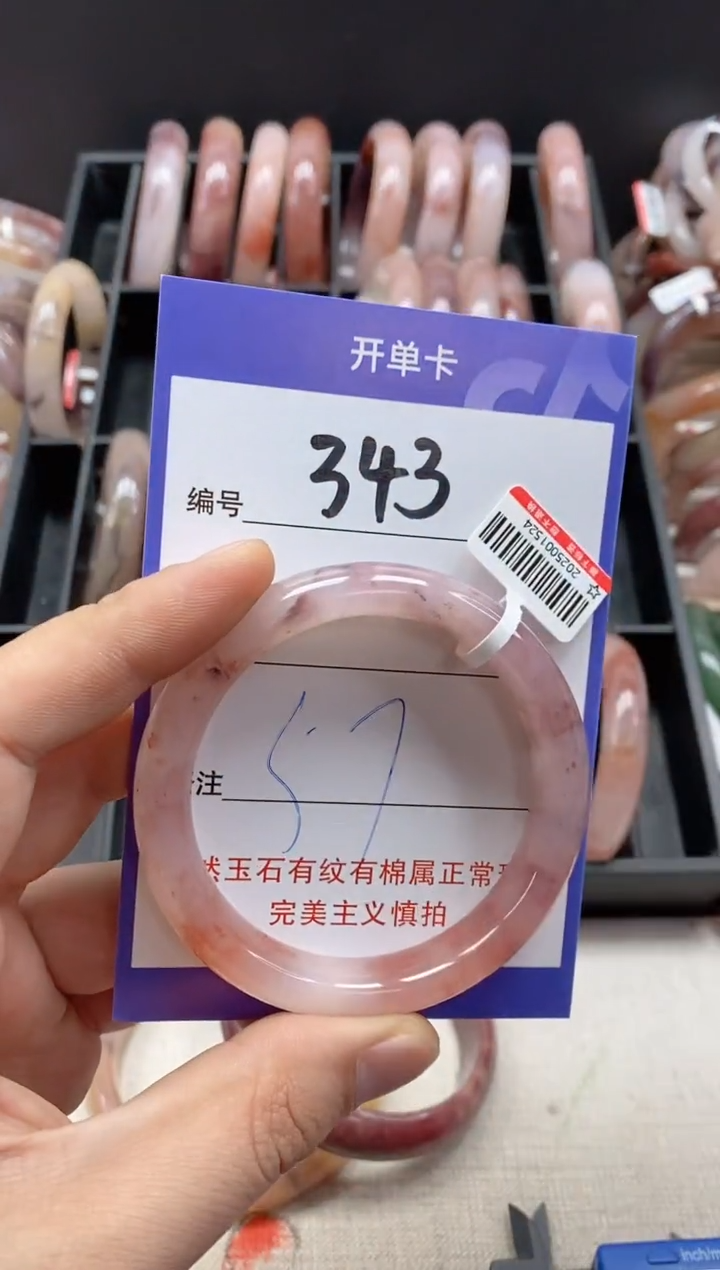 开单卡
编号 343
2025001524
57
注
然玉石有纹有棉属正常
完美主义慎拍
inch/m